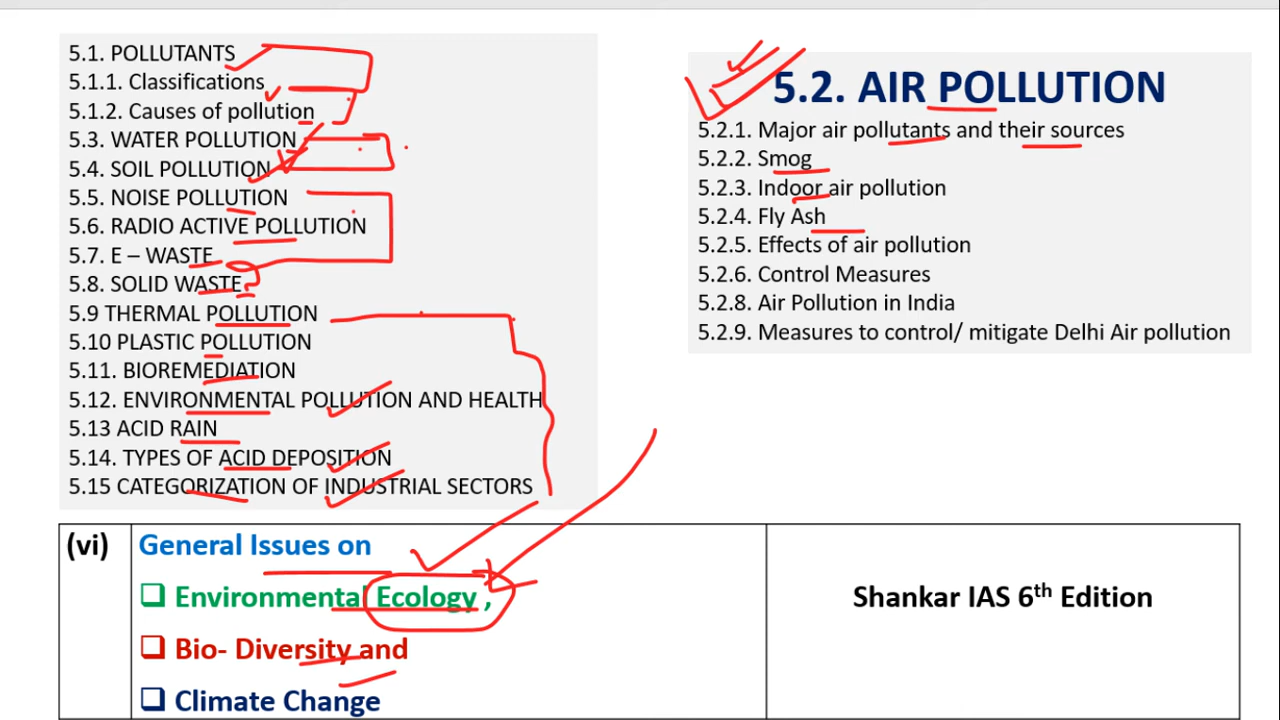 5.1. POLLUTANTS
5.1.1. Classifications
5.1.2. Causes of pollution
5.3. WATER POLLUTION
5.4. SOIL POLLUTION
5.5. NOISE POLLUTION
5.6. RADIO ACTIVE POLLUTION
5.7. E – WASTE
5.8. SOLID WASTE
5.9 THERMAL POLLUTION
5.10 PLASTIC POLLUTION
5.11. BIOREMEDIATION
5.12. ENVIRONMENTAL POLLUTION AND HEALTH
5.13 ACID RAIN
5.14. TYPES OF ACID DEPOSITION
5.15 CATEGORIZATION OF INDUSTRIAL SECTORS
5.2. AIR POLLUTION
5.2.1. Major air pollutants and their sources
5.2.2. Smog
5.2.3. Indoor air pollution
5.2.4. Fly Ash
5.2.5. Effects of air pollution
5.2.6. Control Measures
5.2.8. Air Pollution in India
5.2.9. Measures to control/ mitigate Delhi Air pollution
(vi) General Issues on
Environmental Ecology ,
Bio- Diversity and
Climate Change
Shankar IAS 6th Edition